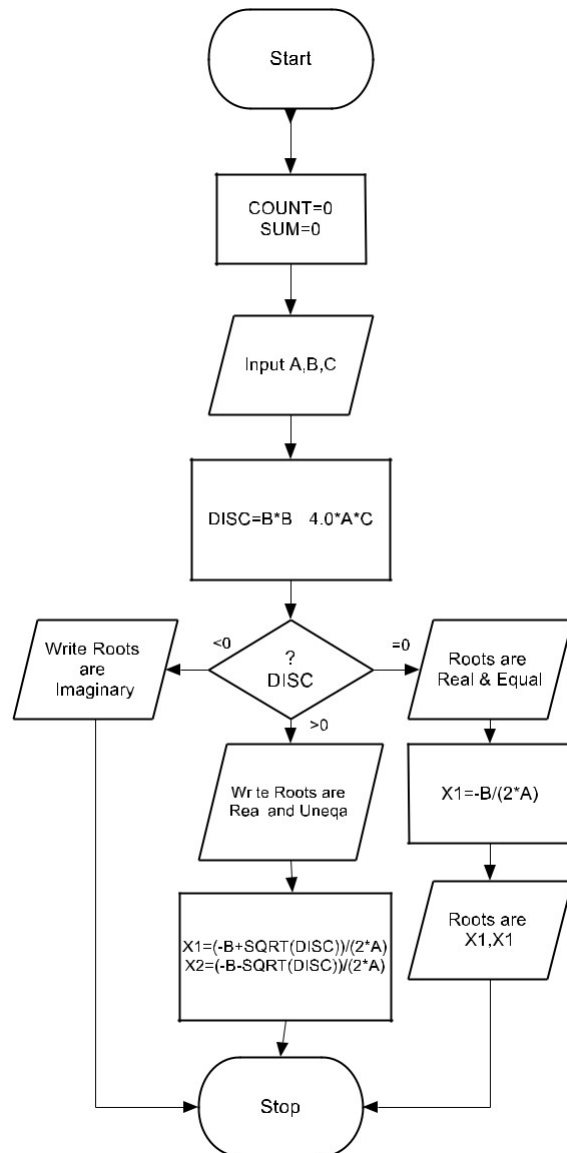 Start
COUNT=0
SUM=0
Input A,B,C
DISC=B*B 4.0*A*C
<0
?
DISC
=0
>0
Write Roots
are
Imaginary
Roots are
Real & Equal
Wr te Roots are
Rea and Uneqa
X1=-B/(2*A)
X1=(-B+SQRT(DISC))/(2*A)
X2=(-B-SQRT(DISC))/(2*A)
Roots are
X1,X1
Stop